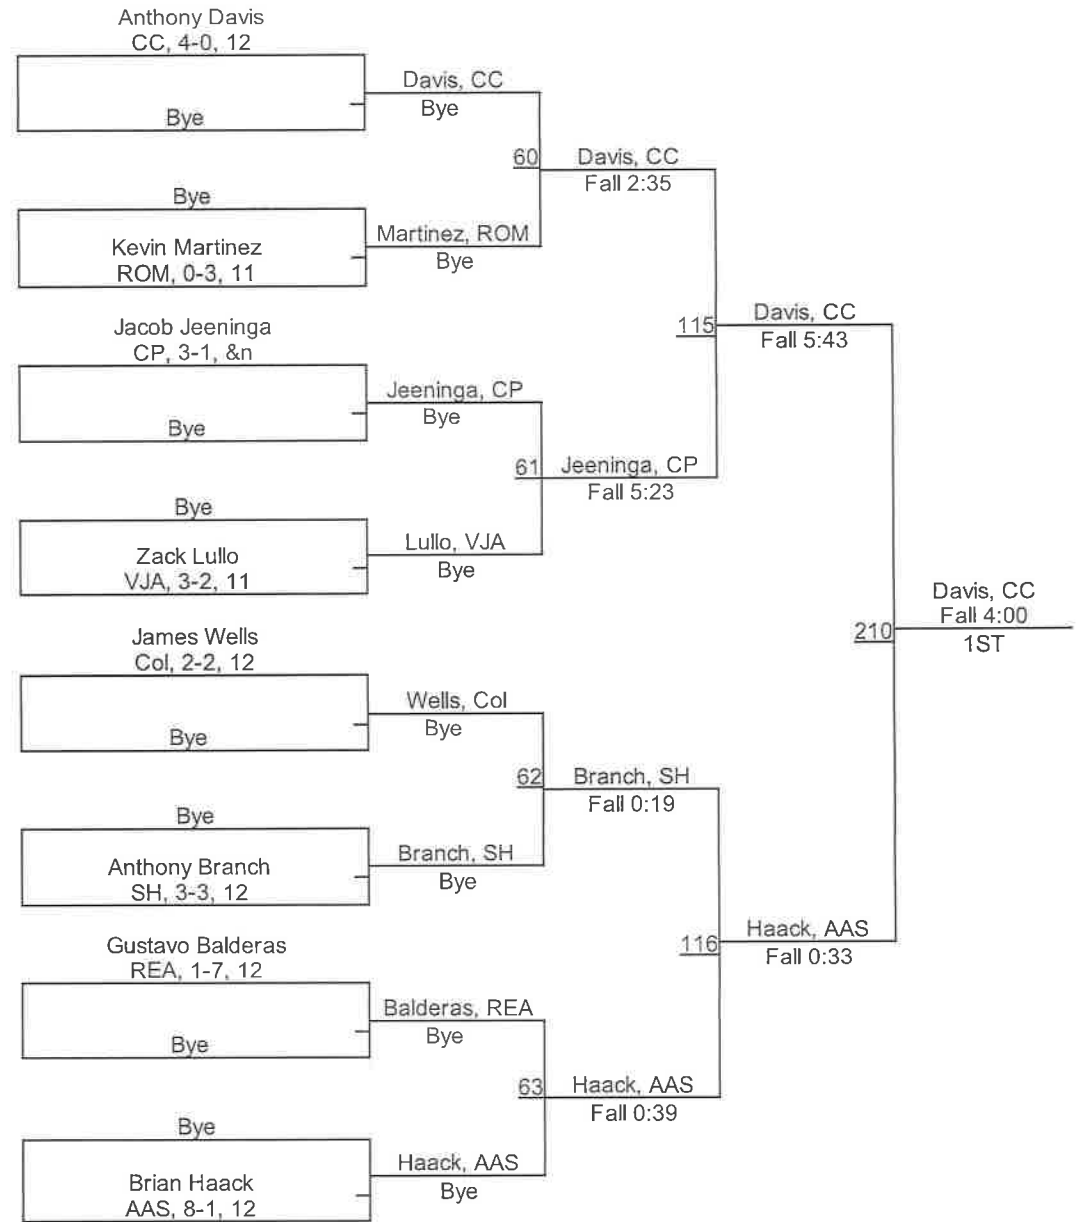 Anthony Davis
CC, 4-0, 12
Bye
Davis, CC
Bye
Bye
Kevin Martinez
ROM, 0-3, 11
Martinez, ROM
Bye
60
Davis, CC
Fall 2:35
Jacob Jeeninga
CP, 3-1, &n
Bye
Jeeninga, CP
Bye
Bye
Zack Lullo
VJA, 3-2, 11
Lullo, VJA
Bye
61
Jeeninga, CP
Fall 5:23
115
Davis, CC
Fall 5:43
James Wells
Col, 2-2, 12
Bye
Wells, Col
Bye
Bye
Anthony Branch
SH, 3-3, 12
Branch, SH
Bye
62
Branch, SH
Fall 0:19
Gustavo Balderas
REA, 1-7, 12
Bye
Balderas, REA
Bye
Bye
Brian Haack
AAS, 8-1, 12
Haack, AAS
Bye
63
Haack, AAS
Fall 0:39
116
Haack, AAS
Fall 0:33
210
Davis, CC
Fall 4:00
1ST